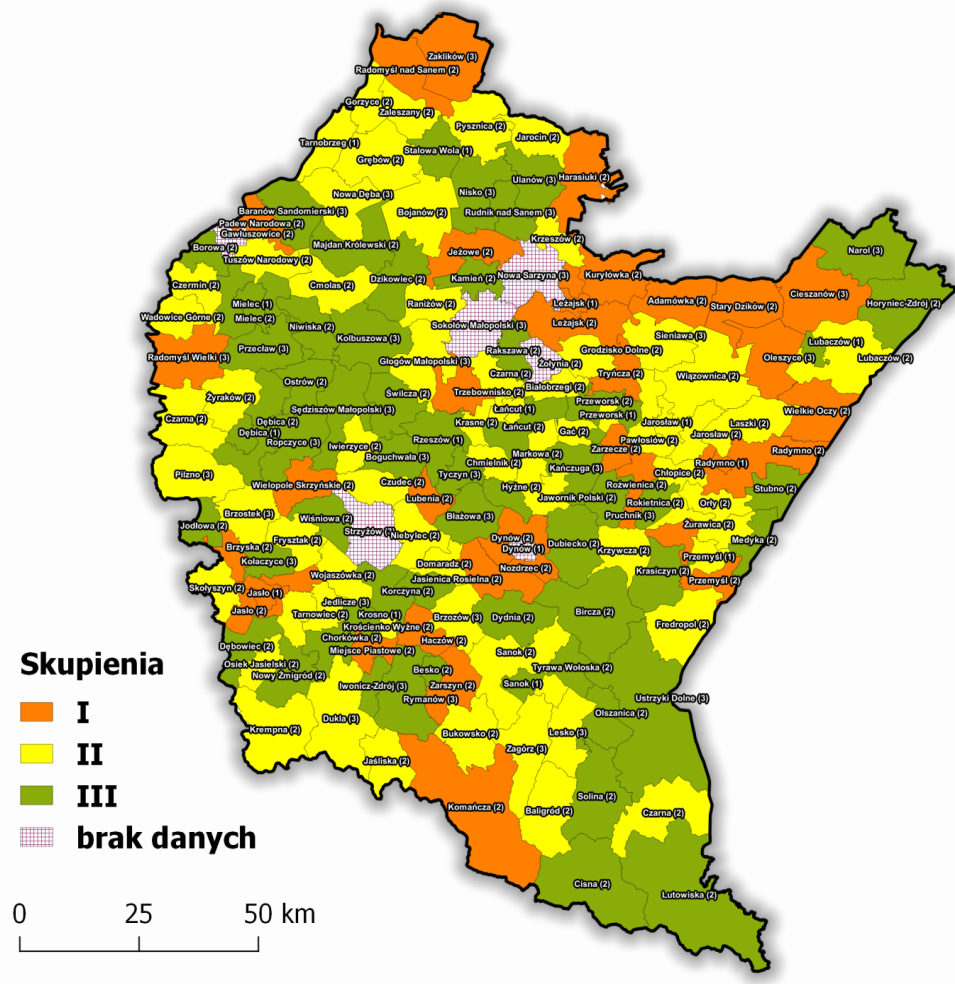 Zaklików (3)
Radomyśl nad Sanem (2)
Gorzyce (2)
Zaleszany (2)
Pysznica (2)
Jarocin (2)
Tarnobrzeg (1)
Stalowa Wola (1)
Grębów (2)
Ulanów (3)
Harasiuki (2)
Nowa Dęba (3)
Nisko (3)
Baranów Sandomierski (3)
Bojanów (2)
Rudnik nad Sanem (3)
Padew Narodowa (2)
Gawłuszowice (2)
Krzeszów (2)
Borowa (2)
Majdan Królewski (2)
Jeżowe (2)
Narol (3)
Tuszów Narodowy (2)
Nowa Sarzyna (3)
Kuryłówka (2)
Dzikowiec (2)
Kamień (2)
Czermin (2)
Cmolas (2)
Cieszanów (3)
Adamówka (2)
Horyniec-Zdrój (2)
Mielec (1)
Raniżów (2)
Leżajsk (1)
Stary Dzików (2)
Wadowice Górne (2)
Mielec (2)
Niwiska (2)
Sokołów Małopolski (3)
Leżajsk (2)
Kolbuszowa (3)
Sieniawa (3)
Lubaczów (1)
Przecław (3)
Rakszawa (2)
Grodzisko Dolne (2)
Radomyśl Wielki (3)
Głogów Małopolski (3)
Żołynia (2)
Oleszyce (3)
Lubaczów (2)
Czarna (2)
Tryńcza (2)
Wiązownica (2)
Ostrów (2)
Białobrzegi (2)
Żyraków (2)
Świlcza (2)
Trzebownisko (2)
Przeworsk (2)
Sędziszów Małopolski (3)
Łańcut (1)
Wielkie Oczy (2)
Czarna (2)
Dębica (2)
Krasne (2)
Przeworsk (1)
Jarosław (1)
Laszki (2)
Dębica (1)
Łańcut (2)
Gać (2)
Jarosław (2)
Ropczyce (3)
Iwierzyce (2)
Rzeszów (1)
Pawłosiów (2)
Zarzecze (2)
Radymno (2)
Boguchwała (3)
Markowa (2)
Chmielnik (2)
Radymno (1)
Pilzno (3)
Tyczyn (3)
Kańczuga (3)
Chłopice (2)
Wielopole Skrzyńskie (2)
Czudec (2)
Hyżne (2)
Roźwienica (2)
Stubno (2)
Lubenia (2)
Jawornik Polski (2)
Rokietnica (2)
Orły (2)
Brzostek (3)
Wiśniowa (2)
Błażowa (3)
Pruchnik (3)
Jodłowa (2)
Strzyżów (3)
Żurawica (2)
Niebylec (2)
Dynów (2)
Frysztak (2)
Dubiecko (2)
Medyka (2)
Brzyska (2)
Dynów (1)
Krzywcza (2)
Przemyśl (1)
Kołaczyce (3)
Domaradz (2)
Nozdrzec (2)
Krasiczyn (2)
Wojaszówka (2)
Jasienica Rosielna (2)
Przemyśl (2)
Skołyszyn (2)
Jasło (1)
Korczyna (2)
Jedlicze (3)
Jasło (2)
Tarnowiec (2)
Krosno (1)
Brzozów (3)
Dydnia (2)
Bircza (2)
Krościenko Wyżne (2)
Fredropol (2)
Chorkówka (2)
Haczów (2)
Dębowiec (2)
Miejsce Piastowe (2)
Sanok (2)
Osiek Jasielski (2)
Besko (2)
Tyrawa Wołoska (2)
Nowy Żmigród (2)
Iwonicz-Zdrój (3)
Zarszyn (2)
Sanok (1)
Rymanów (3)
Ustrzyki Dolne (3)
Olszanica (2)
Dukla (3)
Krempna (2)
Bukowsko (2)
Lesko (3)
Zagórz (3)
Jaśliska (2)
Solina (2)
Komańcza (2)
Baligród (2)
Czarna (2)
Cisna (2)
Lutowiska (2)
Skupienia
I
II
III
brak danych
0 25 50 km